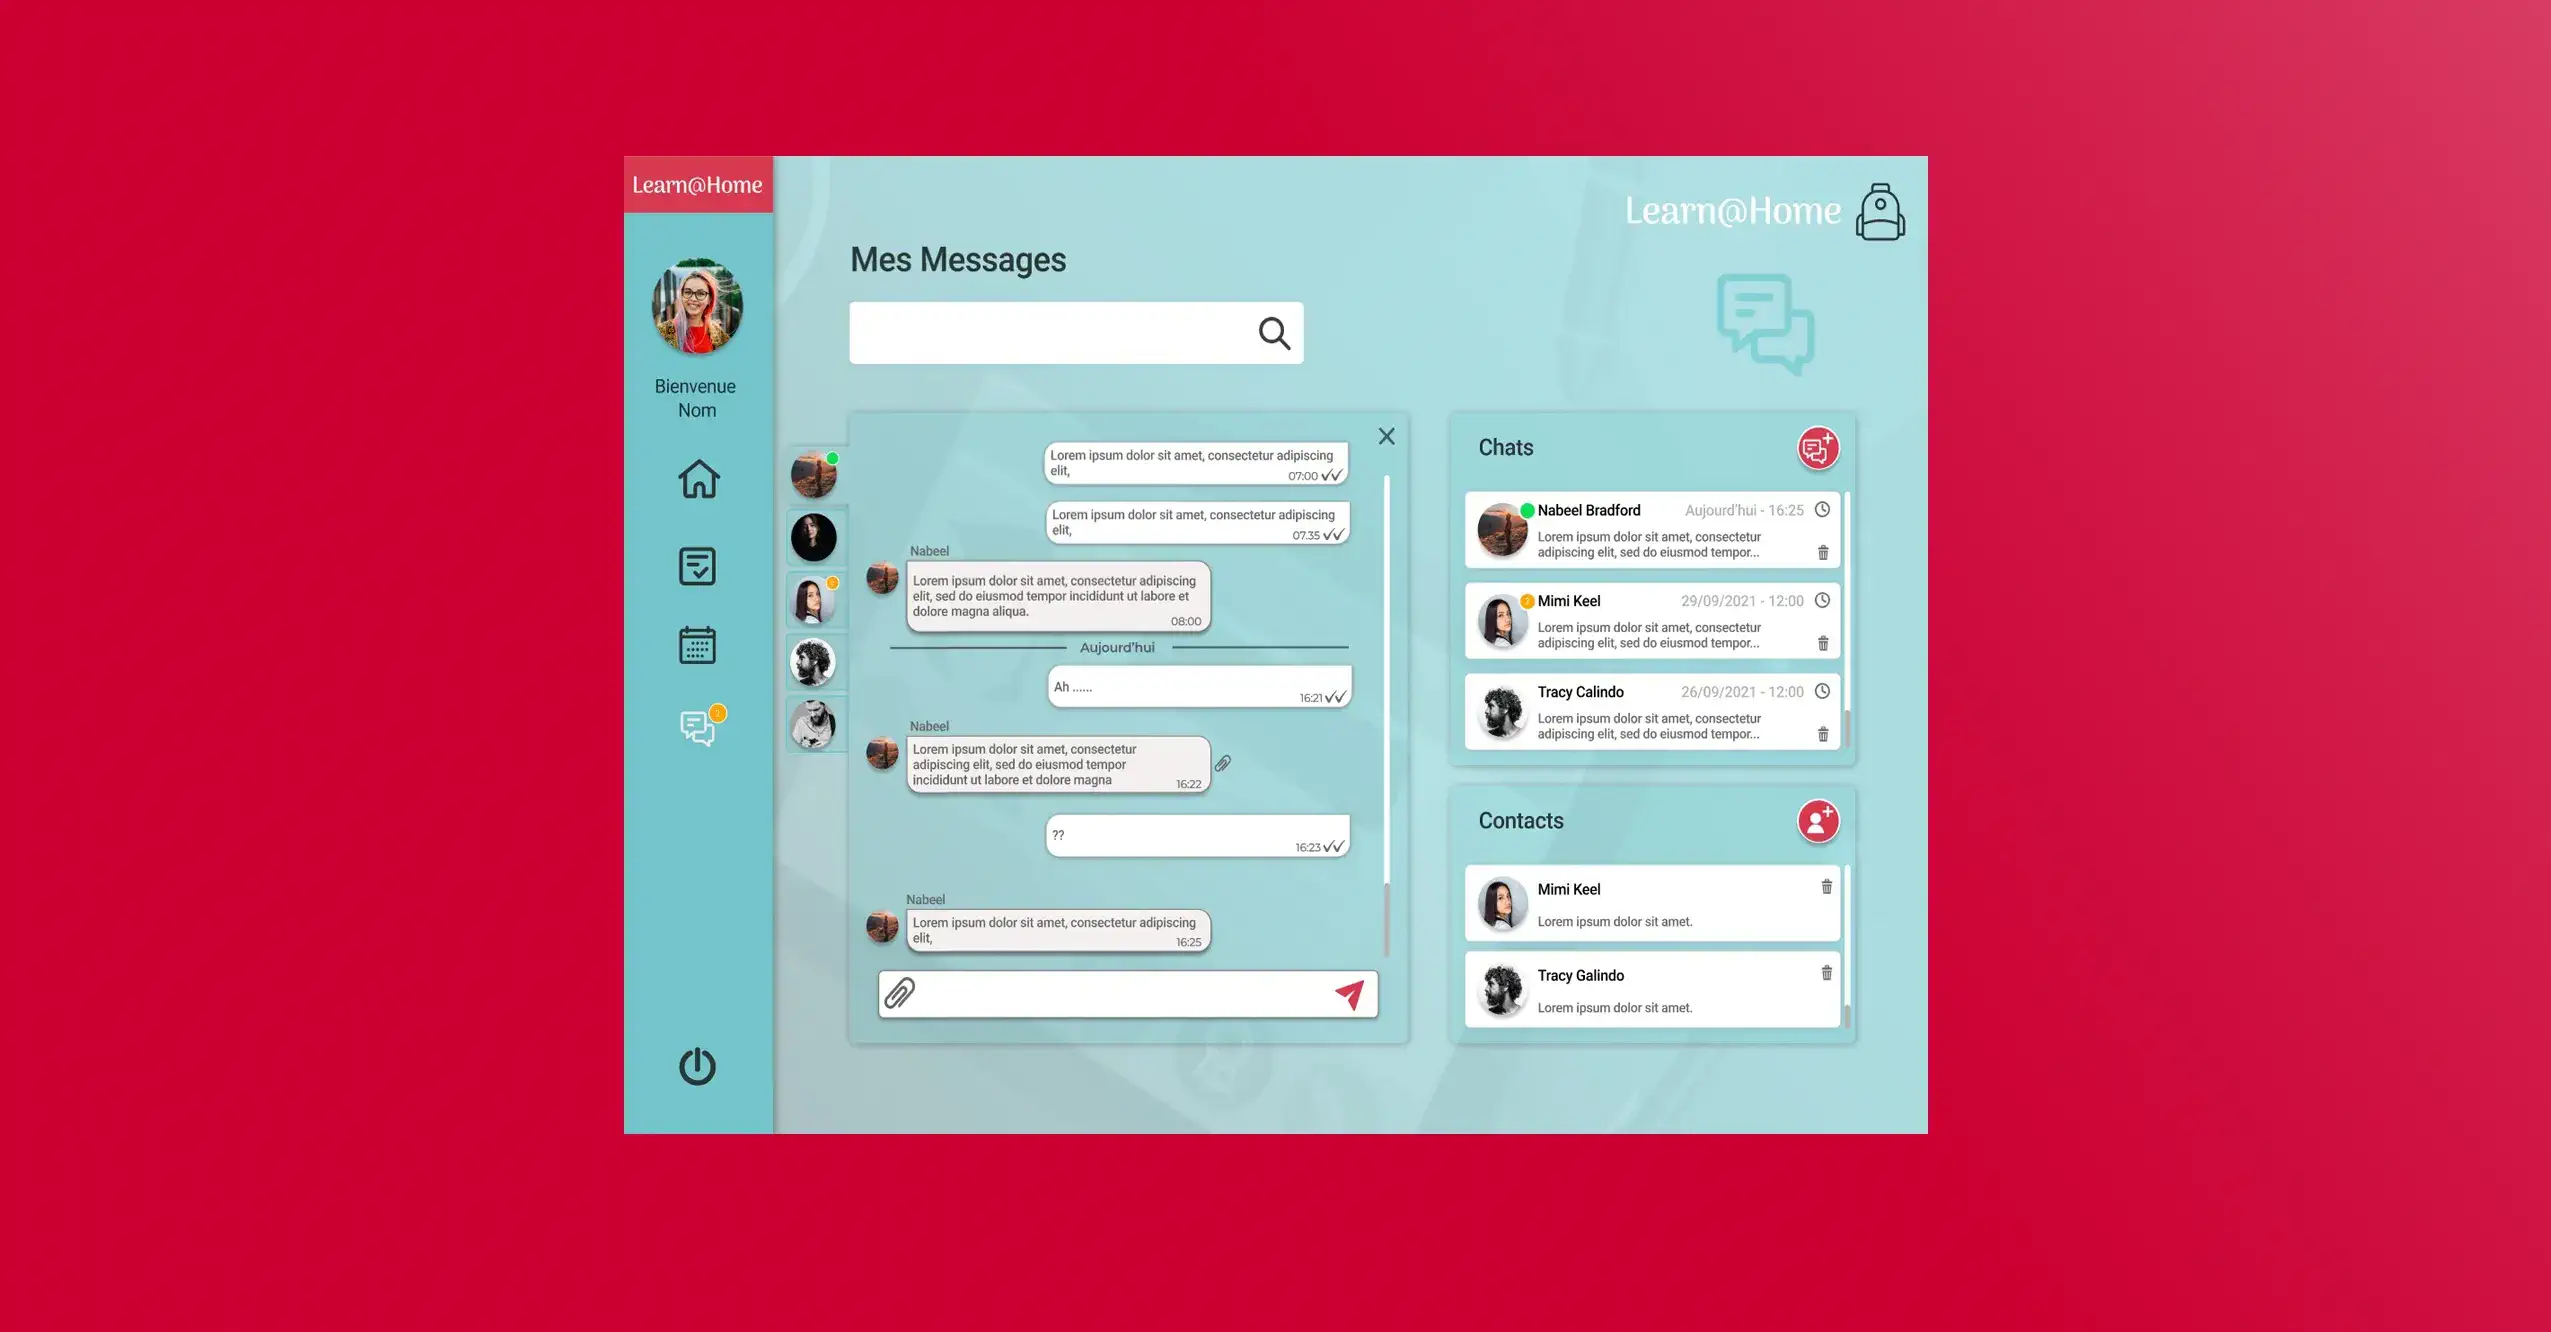 Learn@Home
Bienvenue
Nom
Learn@Home
Mes Messages
Lorem ipsum dolor sit amet, consectetur adipiscing
elit,
07:00
Lorem ipsum dolor sit amet, consectetur adipiscing
elit,
07.35
Nabeel
Lorem ipsum dolor sit amet, consectetur adipiscing
elit, sed do eiusmod tempor incididunt ut labore et
dolore magna aliqua.
08:00
Aujourd'hui
Ah ......
16:21
Nabeel
Lorem ipsum dolor sit amet, consectetur
adipiscing elit, sed do eiusmod tempor
incididunt ut labore et dolore magna
16:22
??
16:23
Nabeel
Lorem ipsum dolor sit amet, consectetur adipiscing
elit,
16:25
Chats
Nabeel Bradford Aujourd'hui - 16:25
Lorem ipsum dolor sit amet, consectetur
adipiscing elit, sed do eiusmod tempor...
Mimi Keel 29/09/2021 - 12:00
Lorem ipsum dolor sit amet, consectetur
adipiscing elit, sed do eiusmod tempor...
Tracy Calindo 26/09/2021 - 12:00
Lorem ipsum dolor sit amet, consectetur
adipiscing elit, sed do eiusmod tempor...
Contacts
Mimi Keel
Lorem ipsum dolor sit amet.
Tracy Galindo
Lorem ipsum dolor sit amet.